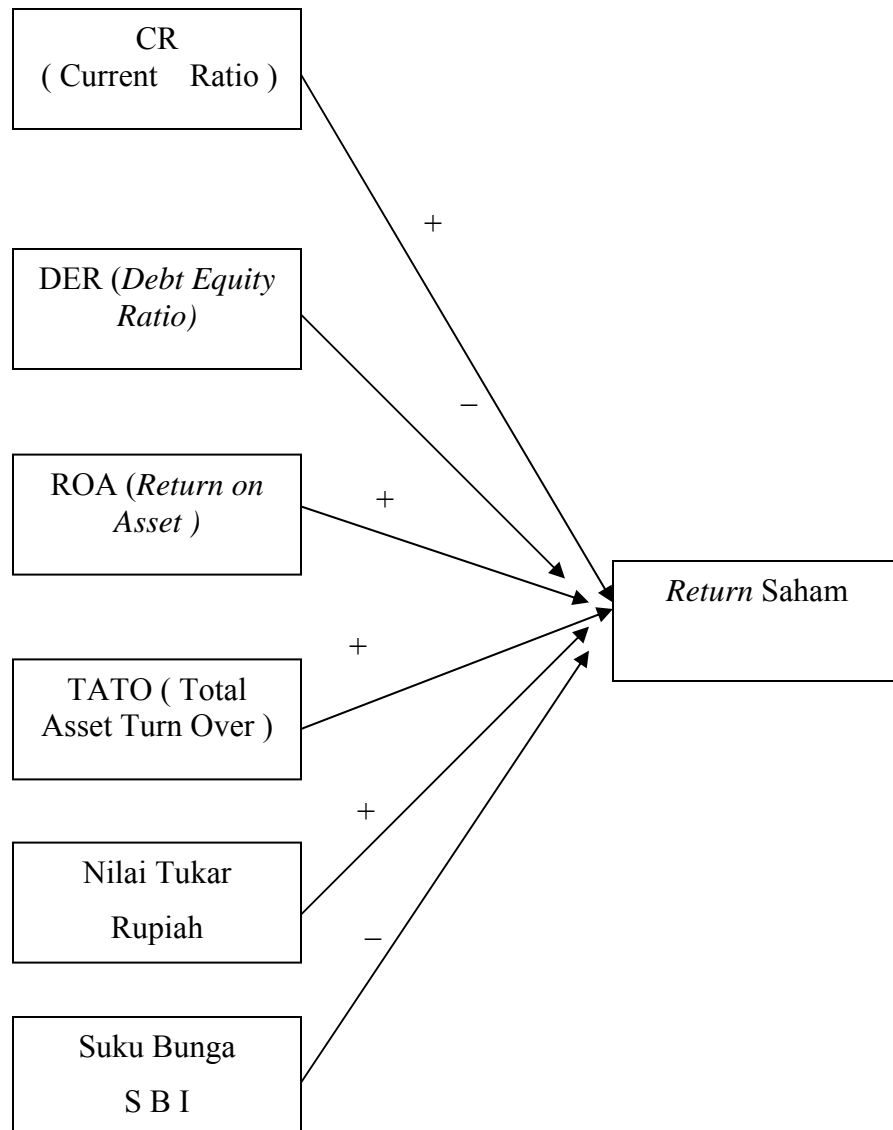 CR
( Current Ratio )
+
DER (Debt Equity
Ratio)
–
ROA (Return on
Asset )
+
Return Saham
+
TATO ( Total
Asset Turn Over )
+
Nilai Tukar
Rupiah
–
Suku Bunga
S B I